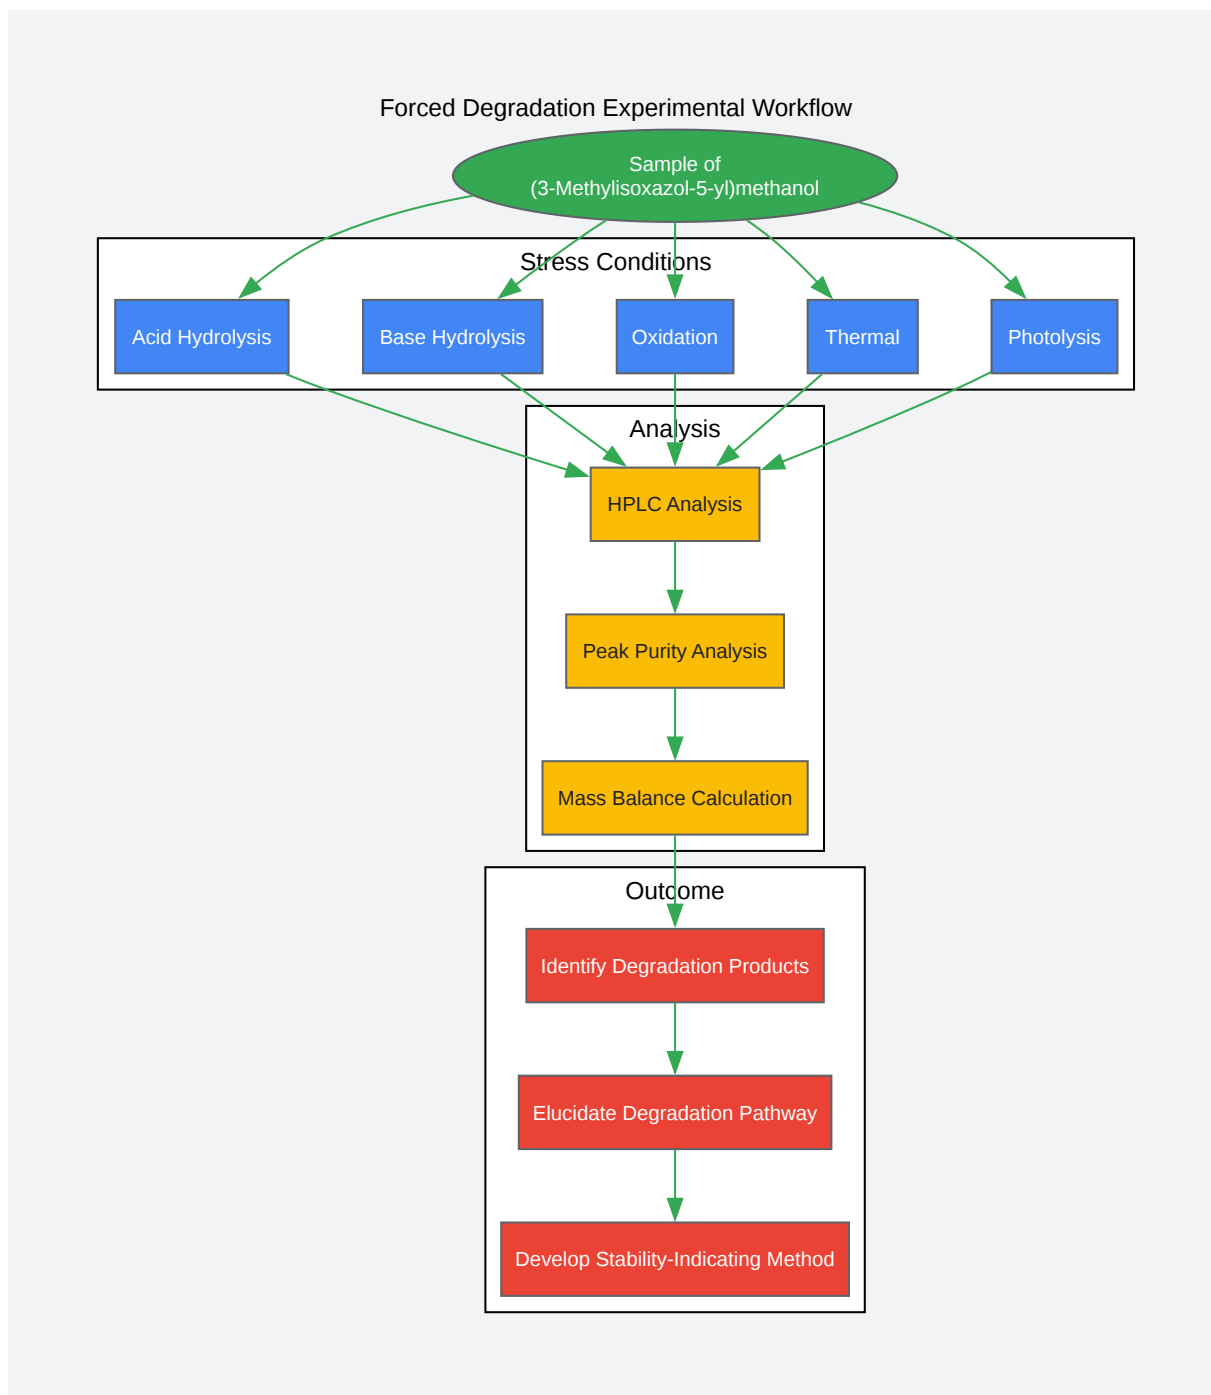 Forced Degradation Experimental Workflow
Sample of
(3-Methylisoxazol-5-yl)methanol
Stress Conditions
Acid Hydrolysis
Base Hydrolysis
Oxidation
Thermal
Photolysis
Analysis
HPLC Analysis
Peak Purity Analysis
Mass Balance Calculation
Outcome
Identify Degradation Products
Elucidate Degradation Pathway
Develop Stability-Indicating Method